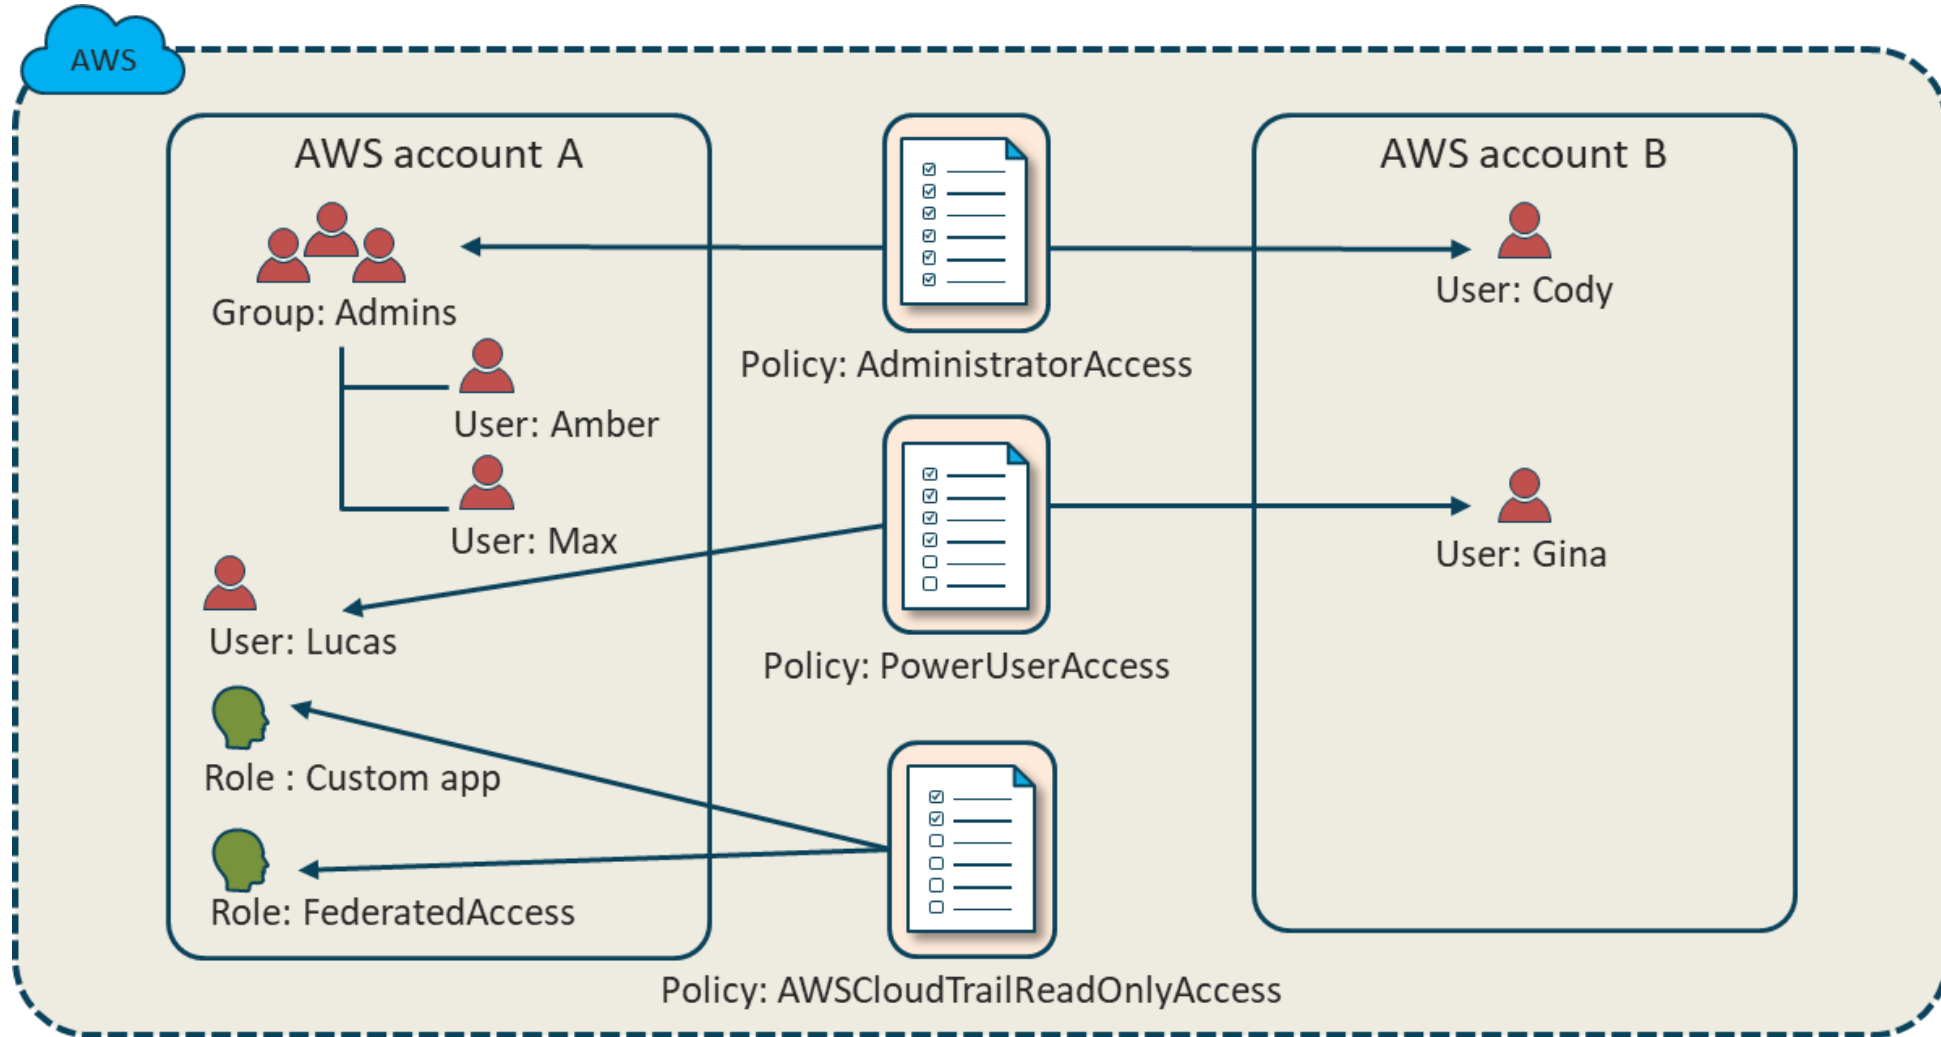 AWS
AWS account A
Group: Admins
User: Amber
User: Max
User: Lucas
Role : Custom app
Role: FederatedAccess
Policy: AdministratorAccess
Policy: PowerUserAccess
Policy: AWSCloudTrailReadOnlyAccess
AWS account B
User: Cody
User: Gina